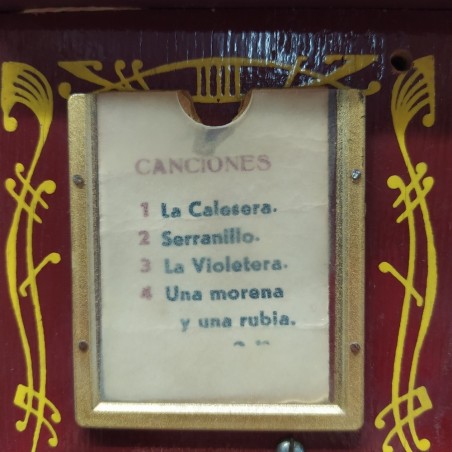 CANCIONES
1 La Calesera.
2 Serranillo.
3 La Violetera.
4 Una morena
y una rubia.